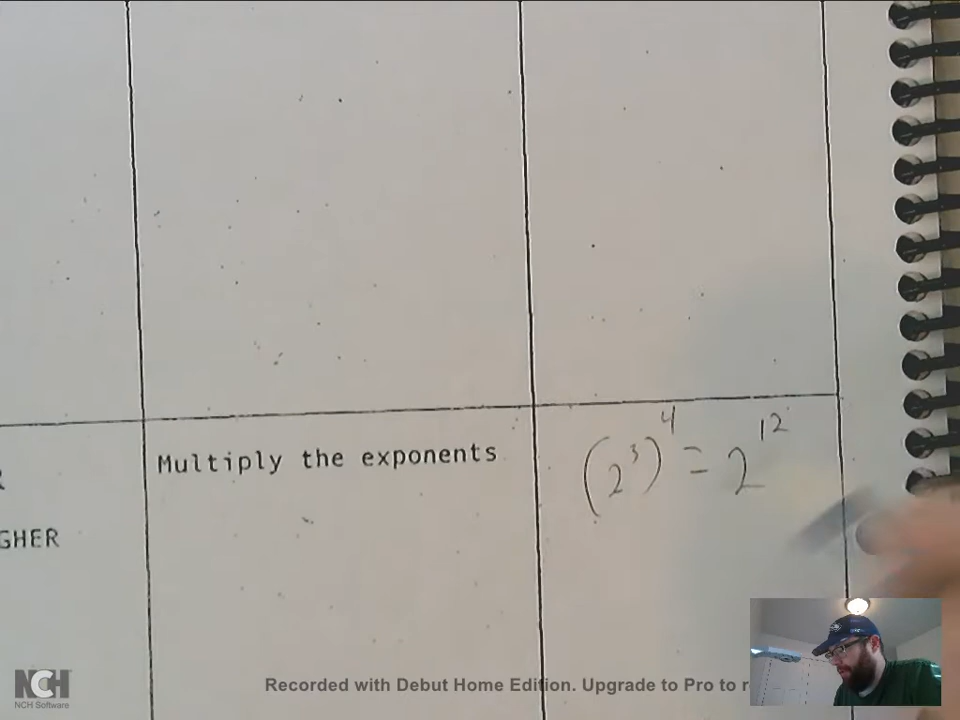 Multiply the exponents
(2³)⁴ = 2¹²
GHER
NCH
NCH Software
Recorded with Debut Home Edition. Upgrade to Pro to r